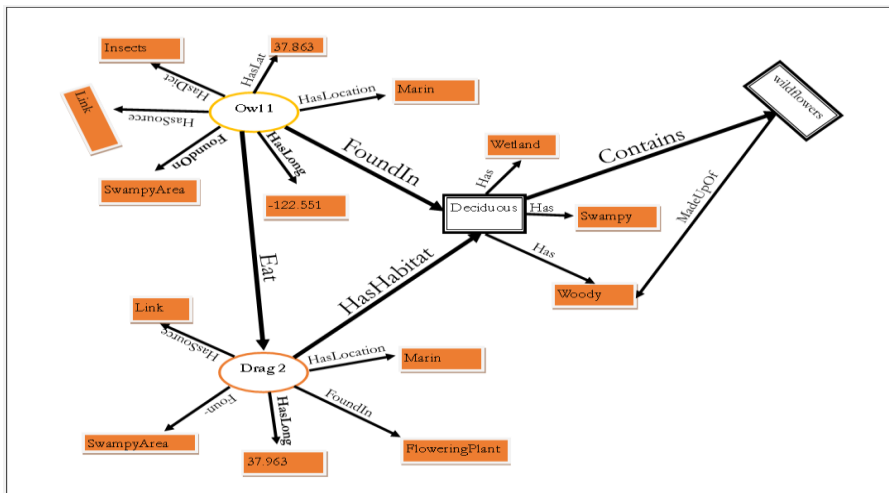 Insects
37.863
HasDict
HasLat
HasLocation
Marin
Link
HasSource
Owl 1
FoundOn
HasLong
SwampyArea
-122.551
FoundIn
Wetland
Has
Deciduous
Has
Swampy
Has
Woody
Contains
wildflowers
MadeUpOf
Eat
HasHabitat
Link
HasSource
Drag 2
HasLocation
Marin
Foun-
HasLong
FoundIn
SwampyArea
37.963
FloweringPlant